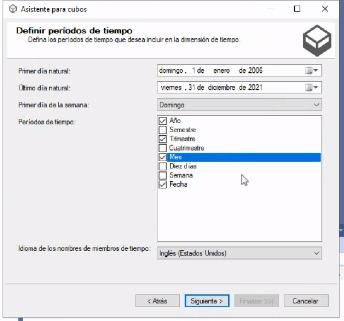 Asistente para cubos
Definir períodos de tiempo
Defina los períodos de tiempo que desea incluir en la dimensión de tiempo.
Primer día natural:
domingo , 1 de enero de 2006
Último día natural:
viernes , 31 de diciembre de 2021
Primer día de la semana:
Domingo
Períodos de tiempo:
Año
Semestre
Trimestre
Cuatrimestre
Mes
Diez días
Semana
Fecha
Idioma de los nombres de miembros de tiempo:
Inglés (Estados Unidos)
< Atrás
Siguiente >
Finalizar >>|
Cancelar